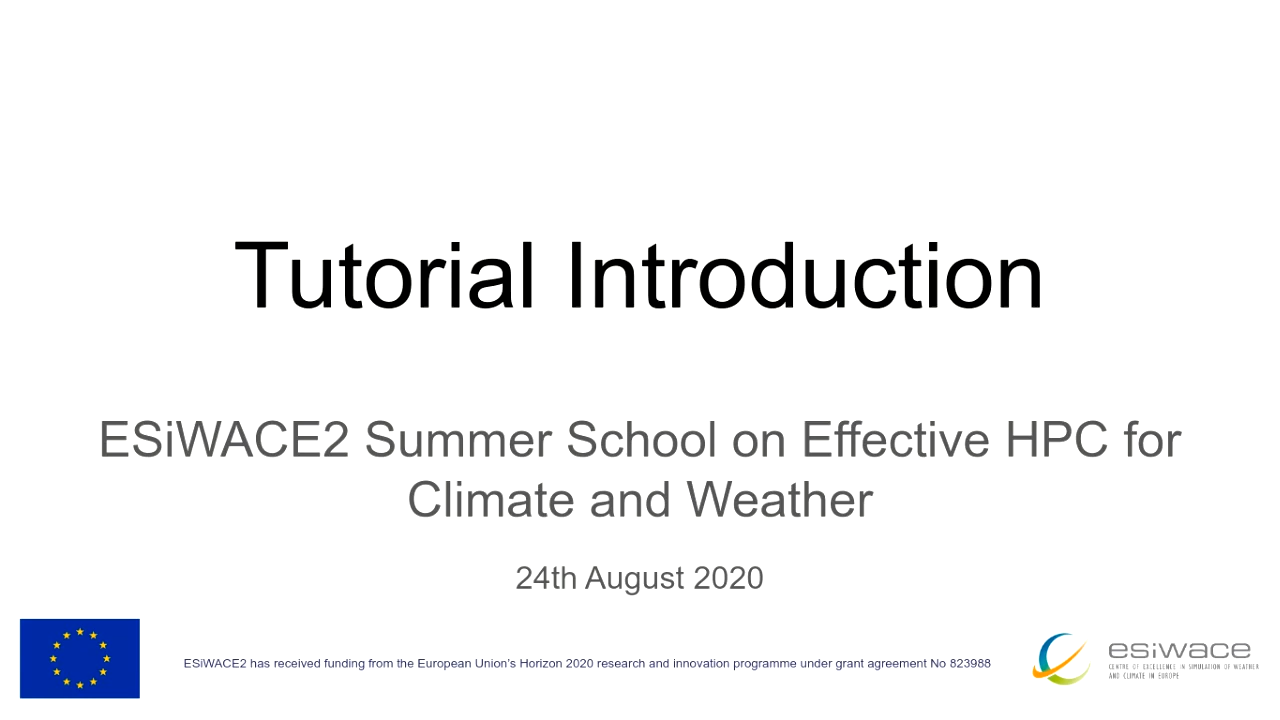 Tutorial Introduction
ESiWACE2 Summer School on Effective HPC for
Climate and Weather
24th August 2020
ESiWACE2 has received funding from the European Union’s Horizon 2020 research and innovation programme under grant agreement No 823988
esiwace
CENTRE OF EXCELLENCE IN SIMULATION OF WEATHER
AND CLIMATE IN EUROPE